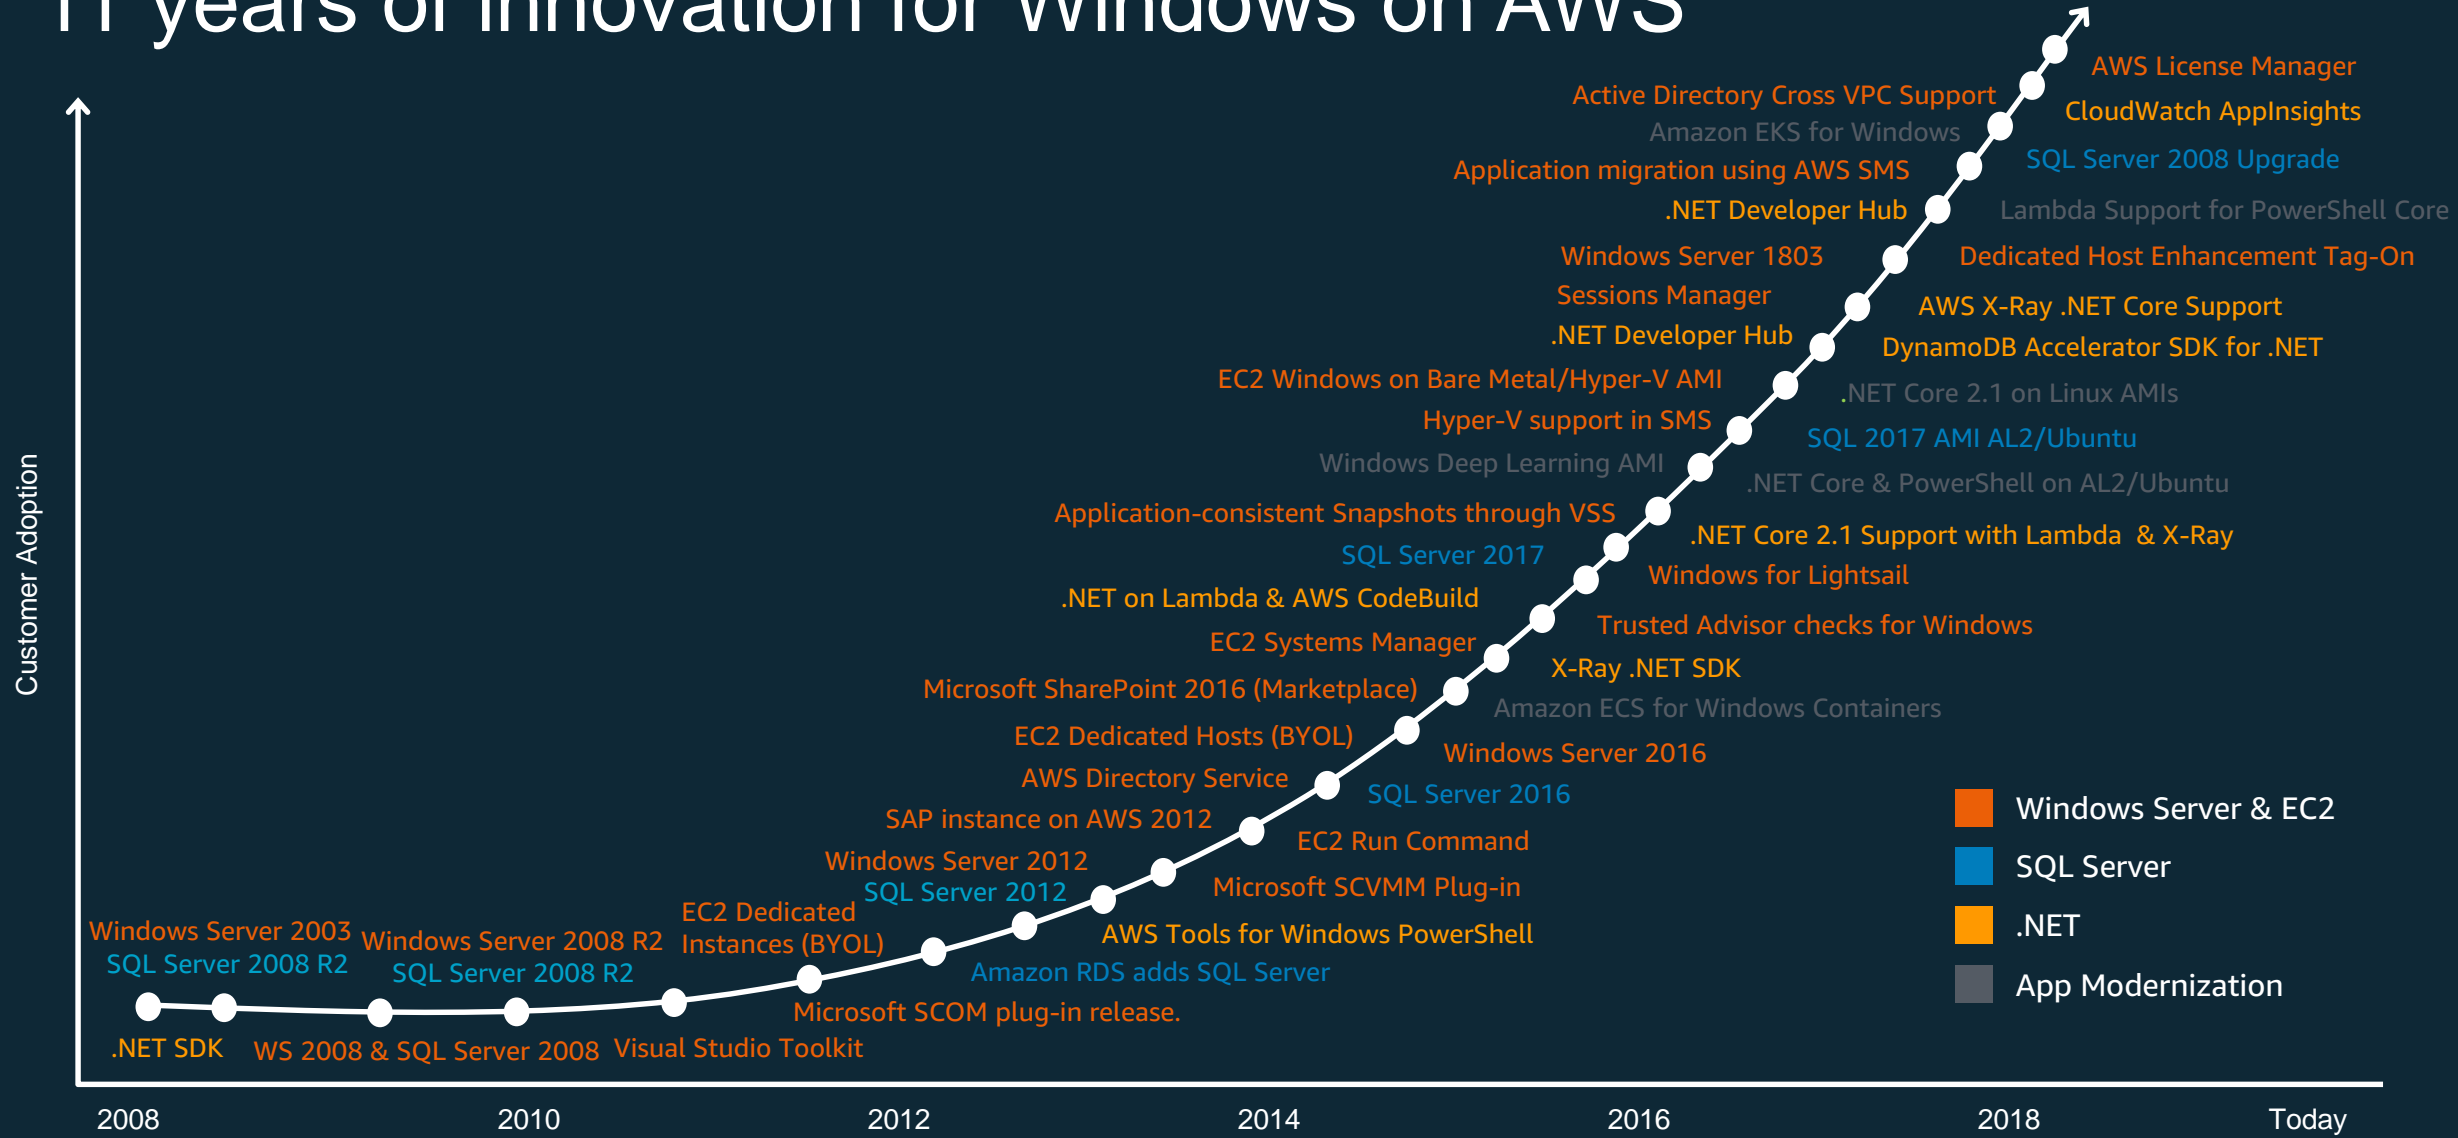 11 years of innovation for Windows on AWS
Customer Adoption
AWS License Manager
Active Directory Cross VPC Support
CloudWatch AppInsights
Amazon EKS for Windows
SQL Server 2008 Upgrade
Application migration using AWS SMS
.NET Developer Hub
Lambda Support for PowerShell Core
Windows Server 1803
Dedicated Host Enhancement Tag-On
Sessions Manager
AWS X-Ray .NET Core Support
.NET Developer Hub
DynamoDB Accelerator SDK for .NET
EC2 Windows on Bare Metal/Hyper-V AMI
.NET Core 2.1 on Linux AMIs
Hyper-V support in SMS
SQL 2017 AMI AL2/Ubuntu
Windows Deep Learning AMI
.NET Core & PowerShell on AL2/Ubuntu
Application-consistent Snapshots through VSS
.NET Core 2.1 Support with Lambda & X-Ray
SQL Server 2017
Windows for Lightsail
.NET on Lambda & AWS CodeBuild
Trusted Advisor checks for Windows
EC2 Systems Manager
X-Ray .NET SDK
Microsoft SharePoint 2016 (Marketplace)
Amazon ECS for Windows Containers
EC2 Dedicated Hosts (BYOL)
Windows Server 2016
AWS Directory Service
SQL Server 2016
SAP instance on AWS 2012
EC2 Run Command
Windows Server 2012
SQL Server 2012
Microsoft SCVMM Plug-in
EC2 Dedicated
Instances (BYOL)
AWS Tools for Windows PowerShell
Windows Server 2003
SQL Server 2008 R2
Windows Server 2008 R2
SQL Server 2008 R2
Amazon RDS adds SQL Server
Microsoft SCOM plug-in release.
.NET SDK
WS 2008 & SQL Server 2008
Visual Studio Toolkit
Windows Server & EC2
SQL Server
.NET
App Modernization
2008
2010
2012
2014
2016
2018
Today